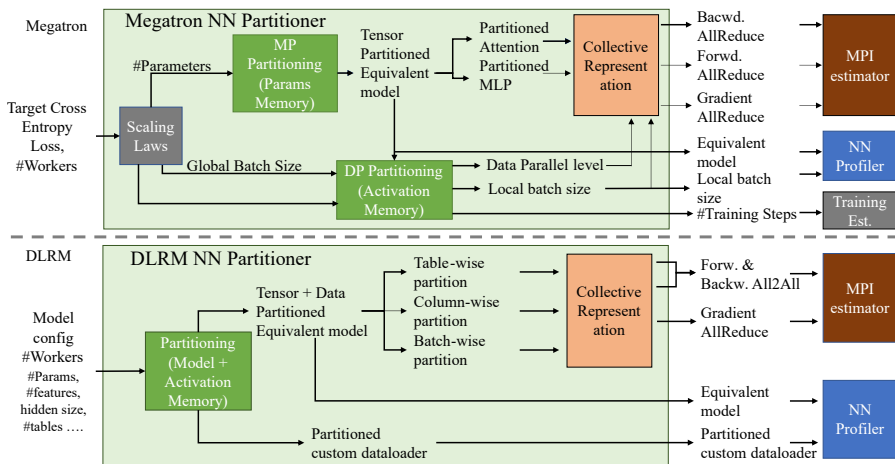 Megatron
Megatron NN Partitioner
Target Cross
Entropy
Loss,
#Workers
Scaling
Laws
#Parameters
MP
Partitioning
(Params
Memory)
Tensor
Partitioned
Equivalent
model
Partitioned
Attention
Partitioned
MLP
Collective
Represent
ation
Bacwd.
AllReduce
Forwd.
AllReduce
Gradient
AllReduce
MPI
estimator
Global Batch Size
DP Partitioning
(Activation
Memory)
Data Parallel level
Local batch size
Equivalent
model
Local batch
size
#Training Steps
NN
Profiler
Training
Est.
DLRM
DLRM NN Partitioner
Model
config
#Workers
#Params,
#features,
hidden size,
#tables ….
Partitioning
(Model +
Activation
Memory)
Tensor + Data
Partitioned
Equivalent model
Table-wise
partition
Column-wise
partition
Batch-wise
partition
Collective
Represent
ation
Forw. &
Backw. All2All
Gradient
AllReduce
MPI
estimator
Partitioned
custom dataloader
Equivalent
model
Partitioned
custom dataloader
NN
Profiler